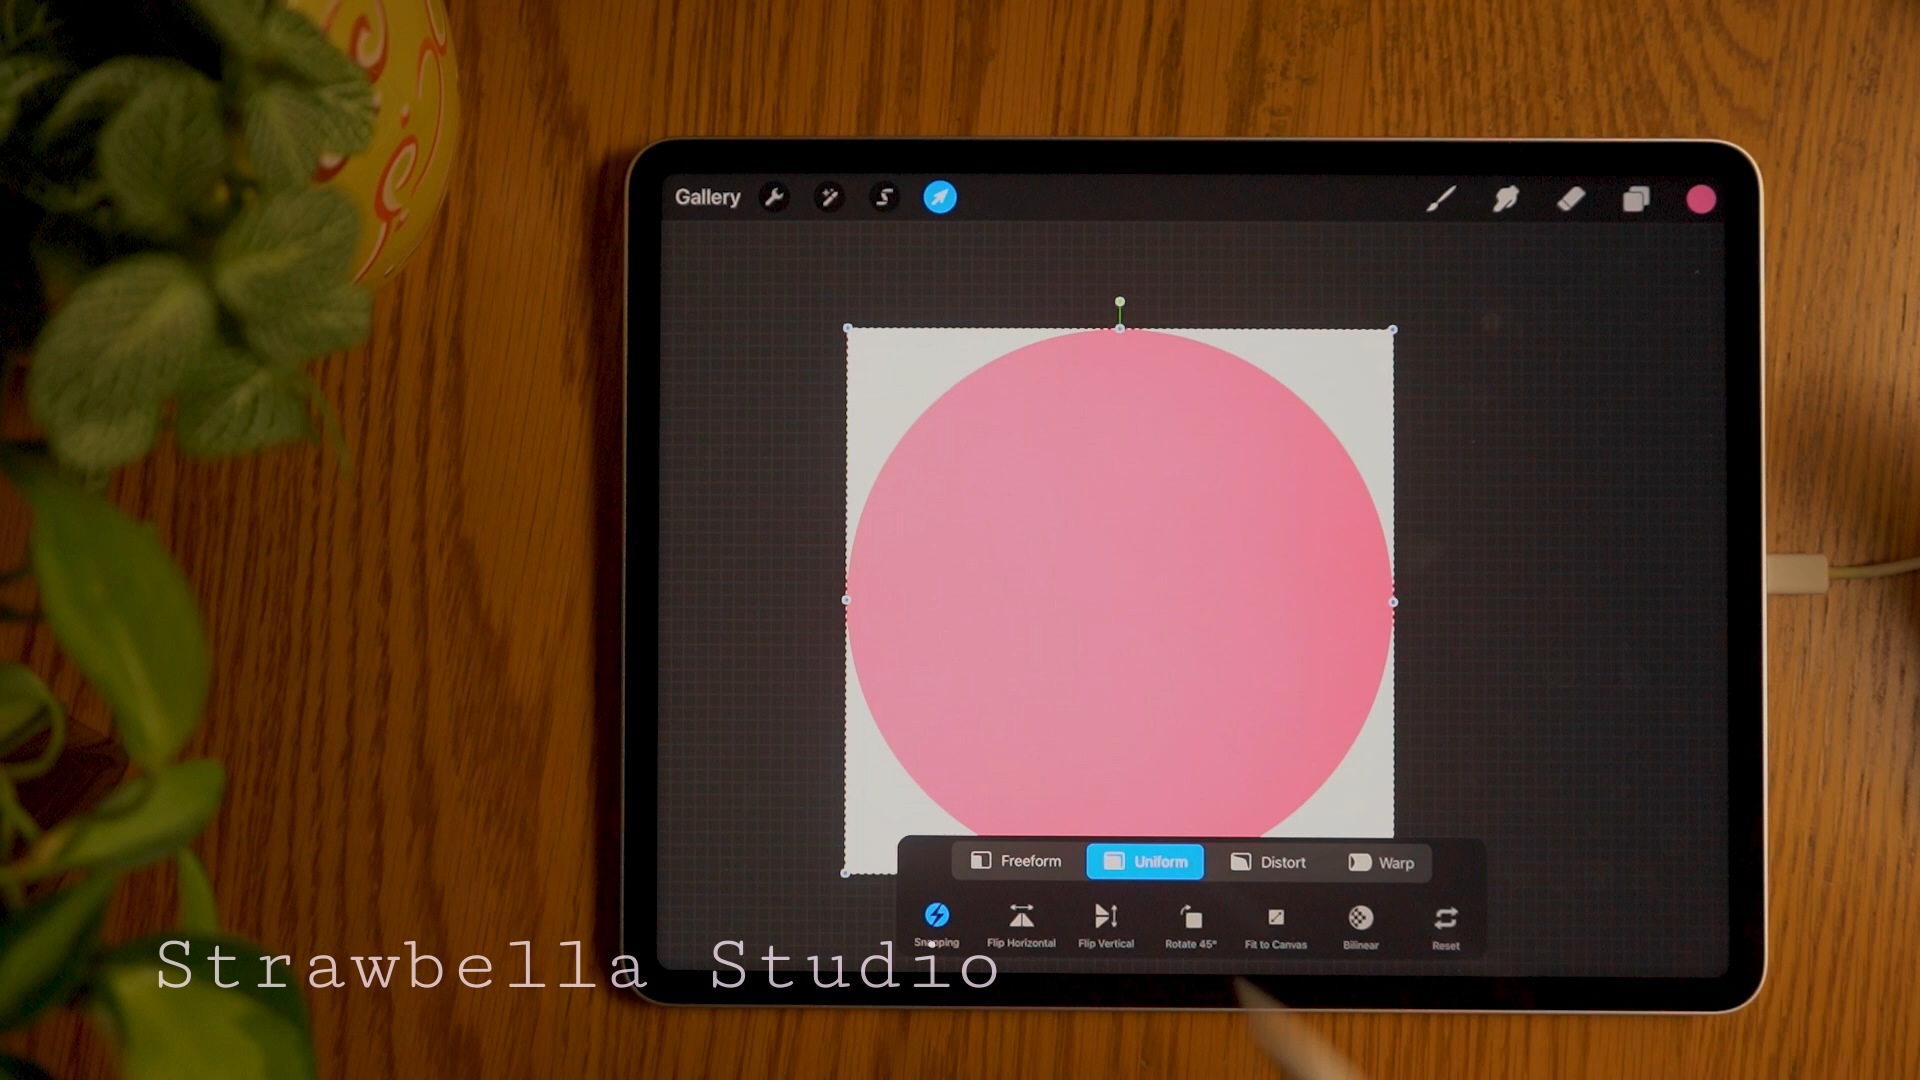 Gallery
Freeform
Uniform
Distort
Warp
Snapping
Flip Horizontal
Flip Vertical
Rotate 45°
Fit to Canvas
Bilinear
Reset
Strawbella Studio